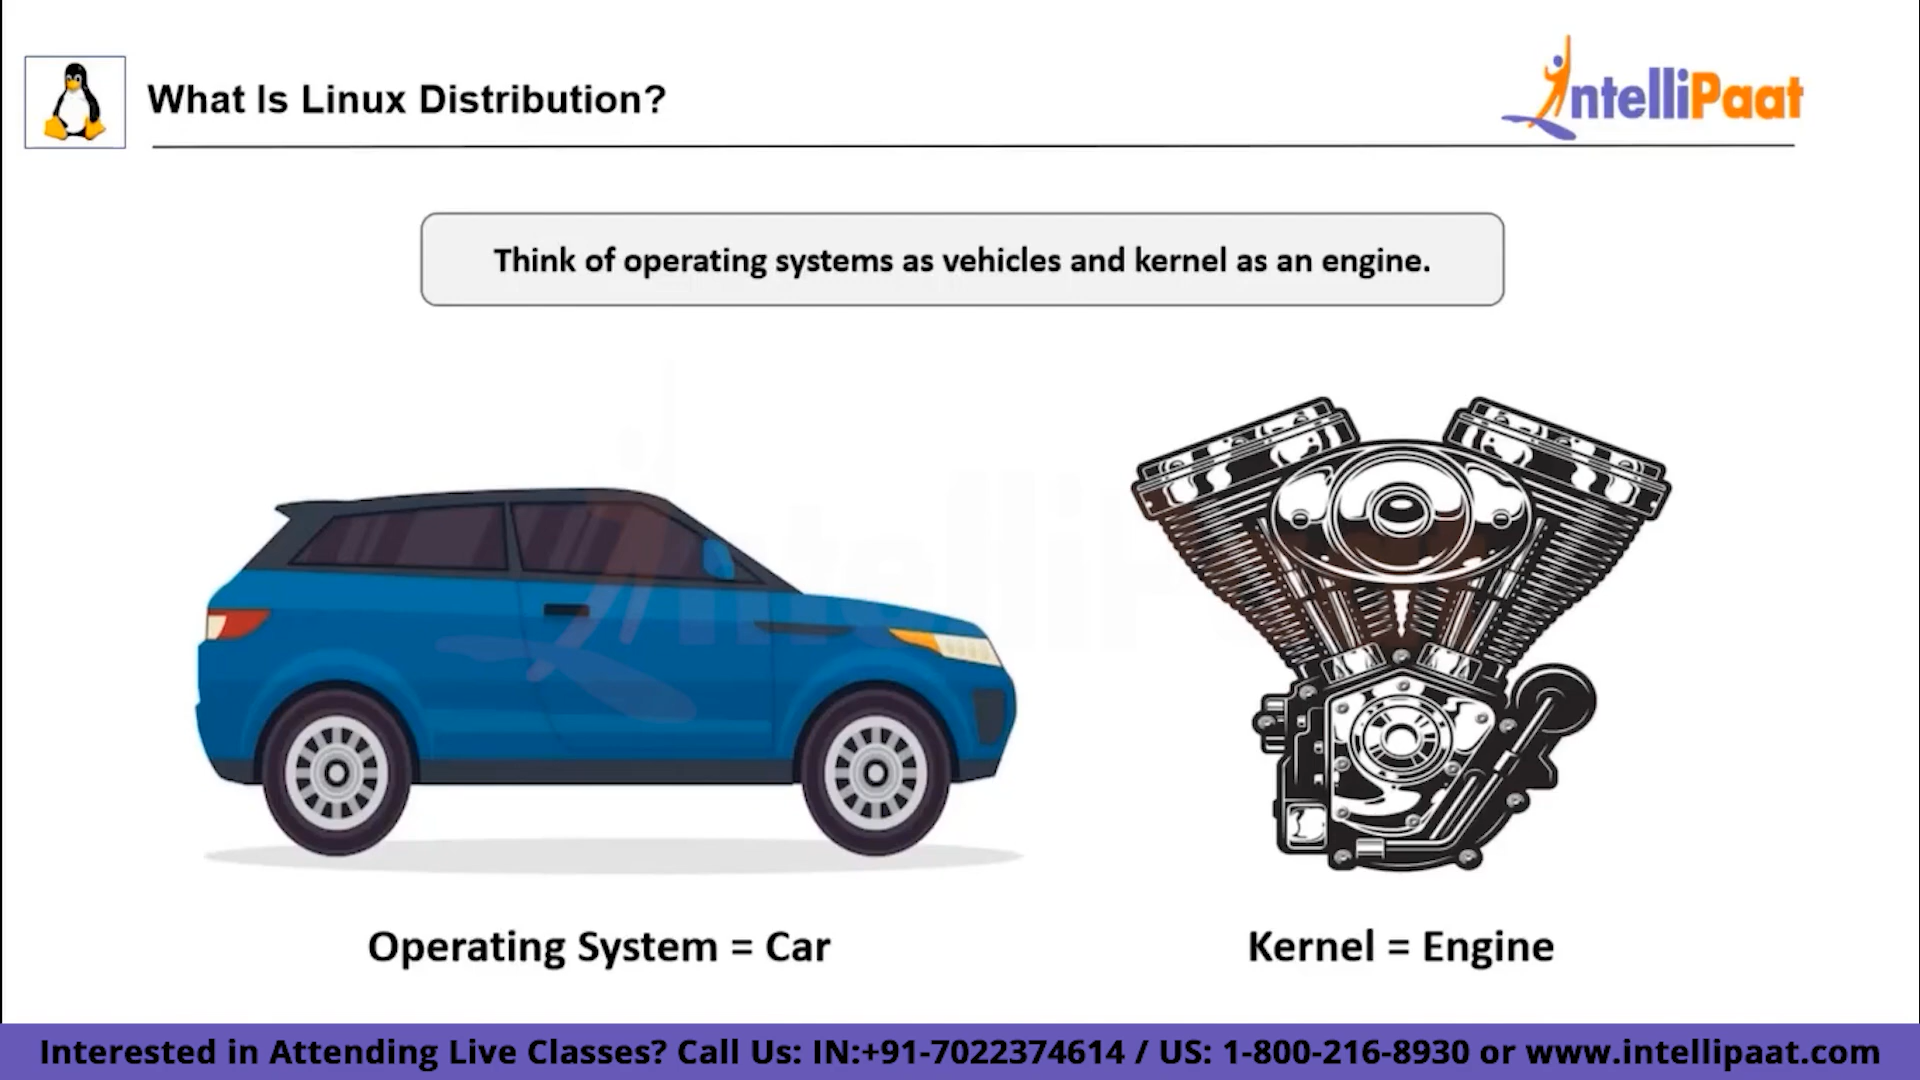 What Is Linux Distribution?
IntelliPaat
Think of operating systems as vehicles and kernel as an engine.
IntelliPaat
Operating System = Car
Kernel = Engine
Interested in Attending Live Classes? Call Us: IN:+91-7022374614 / US: 1-800-216-8930 or www.intellipaat.com